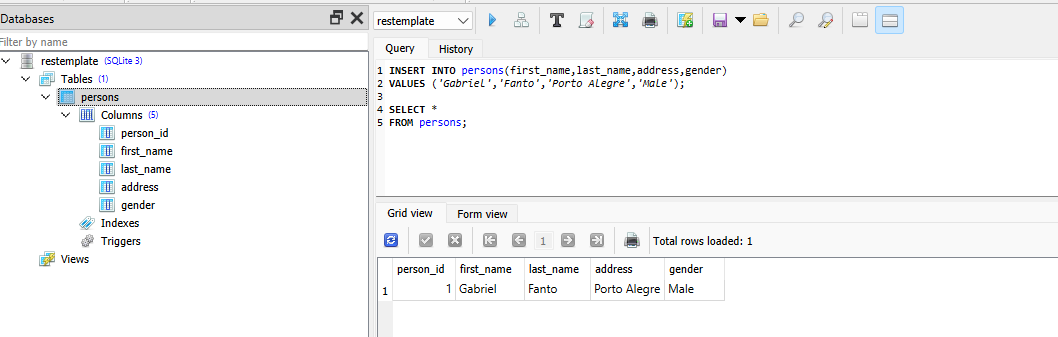 Databases
Filter by name
restemplate (SQLite 3)
Tables (1)
persons
Columns (5)
person_id
first_name
last_name
address
gender
Indexes
Triggers
Views
restemplate
Query History
1 INSERT INTO persons(first_name,last_name,address,gender)
2 VALUES ('Gabriel','Fanto','Porto Alegre','Male');
3
4 SELECT *
5 FROM persons;
Grid view Form view
1 Total rows loaded: 1
person_id first_name last_name address gender
1 1 Gabriel Fanto Porto Alegre Male